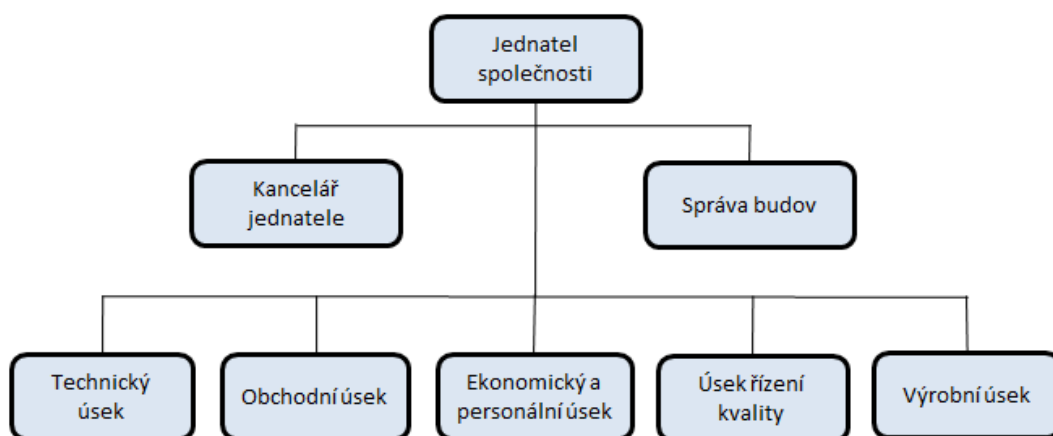 Jednatel
společnosti
Kancelář
jednatele
Správa budov
Technický
úsek
Obchodní úsek
Ekonomický a
personální úsek
Úsek řízení
kvality
Výrobní úsek